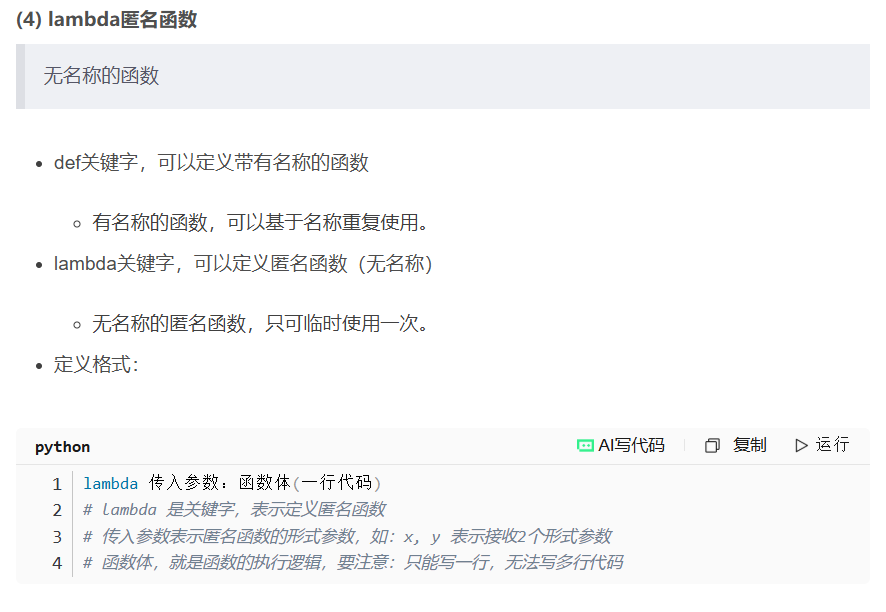 (4) lambda匿名函数
无名称的函数
def关键字，可以定义带有名称的函数
有名称的函数，可以基于名称重复使用。
lambda关键字，可以定义匿名函数（无名称）
无名称的匿名函数，只可临时使用一次。
定义格式：
python AI写代码 复制 运行
1 lambda 传入参数：函数体(一行代码)
2 # lambda 是关键字，表示定义匿名函数
3 # 传入参数表示匿名函数的形式参数，如：x, y 表示接收2个形式参数
4 # 函数体，就是函数的执行逻辑，要注意：只能写一行，无法写多行代码